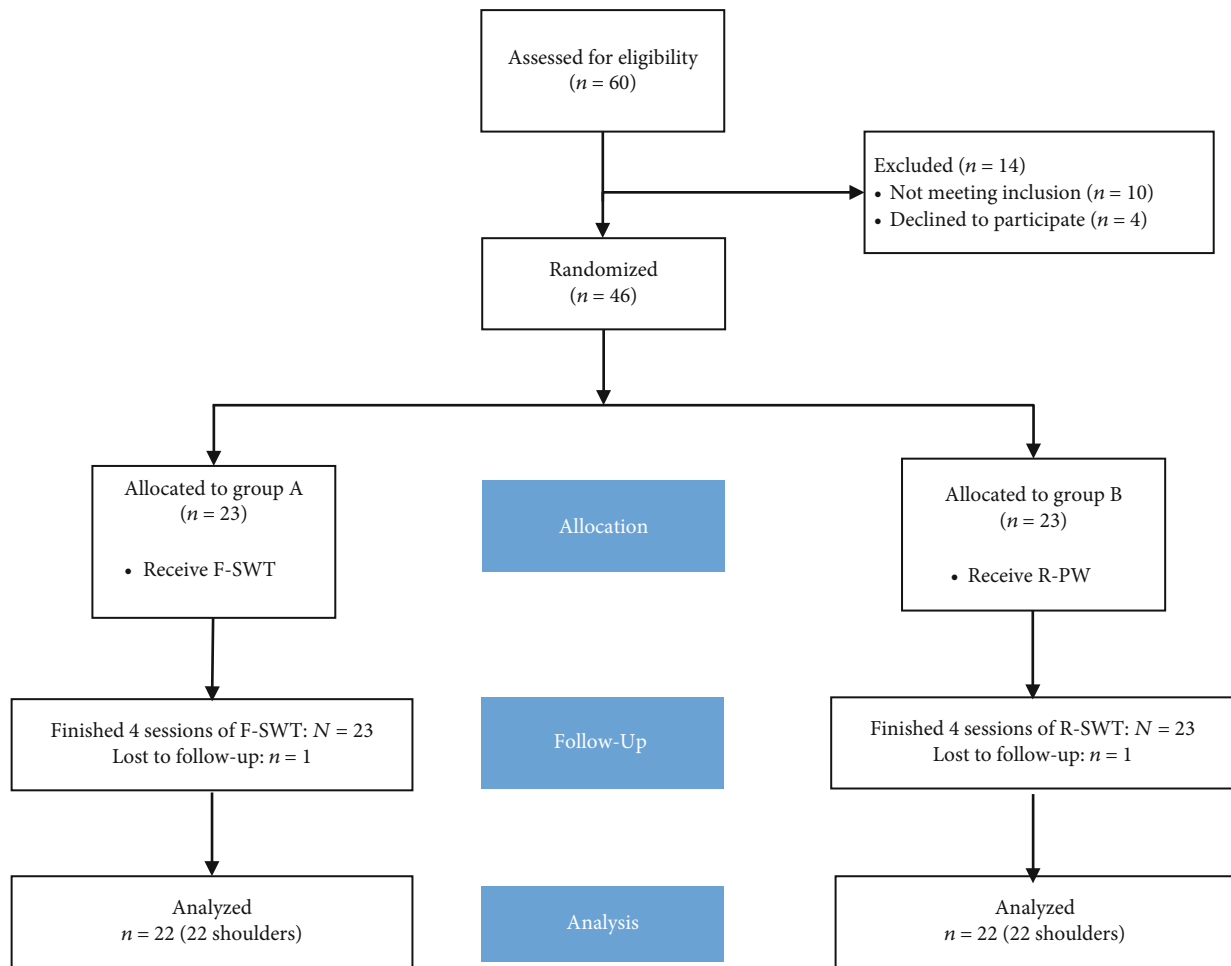 Assessed for eligibility
(n = 60)
Excluded (n = 14)
• Not meeting inclusion (n = 10)
• Declined to participate (n = 4)
Randomized
(n = 46)
Allocated to group A
(n = 23)
• Receive F-SWT
Allocation
Allocated to group B
(n = 23)
• Receive R-PW
Finished 4 sessions of F-SWT: N = 23
Lost to follow-up: n = 1
Follow-Up
Finished 4 sessions of R-SWT: N = 23
Lost to follow-up: n = 1
Analyzed
n = 22 (22 shoulders)
Analysis
Analyzed
n = 22 (22 shoulders)